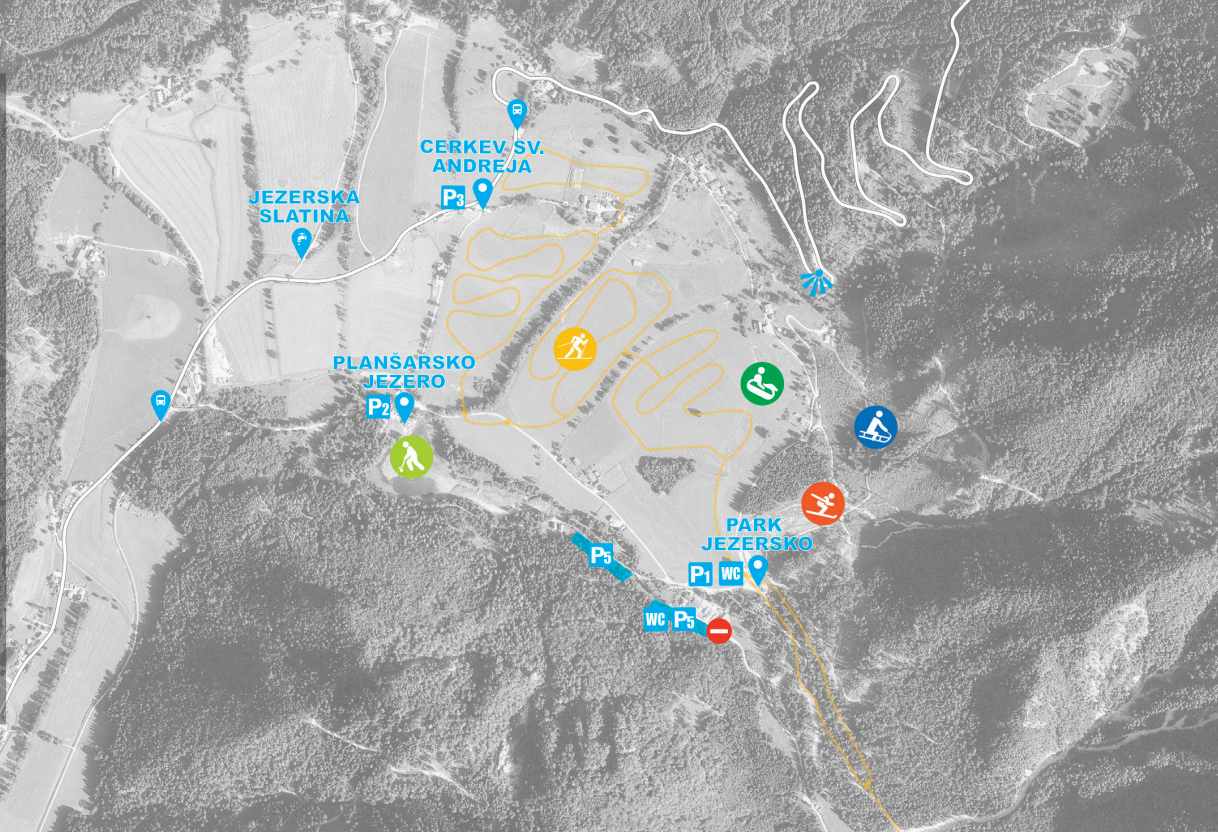 CERKEV SV.
ANDREJA
P3
JEZERSKA
SLATINA
PLANŠARSKO
JEZERO
P2
PARK
JEZERSKO
P5
P1
WC
WC
P5